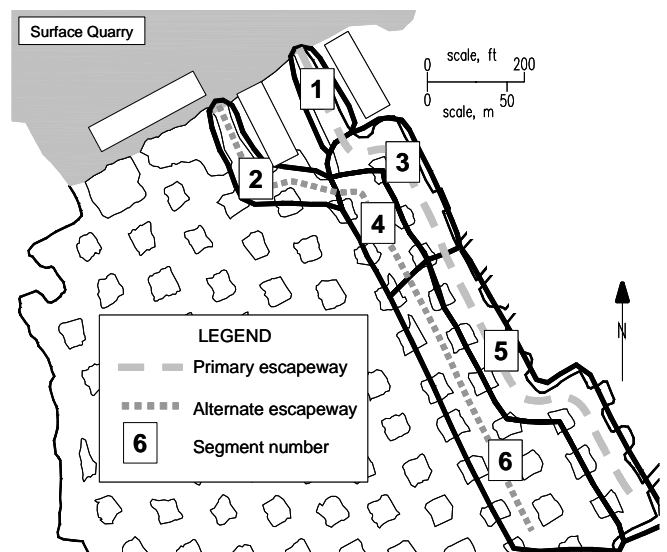 Surface Quarry
1
scale, ft
0 200
0 50
scale, m
3
2
4
N
LEGEND
Primary escapeway
Alternate escapeway
6 Segment number
5
6